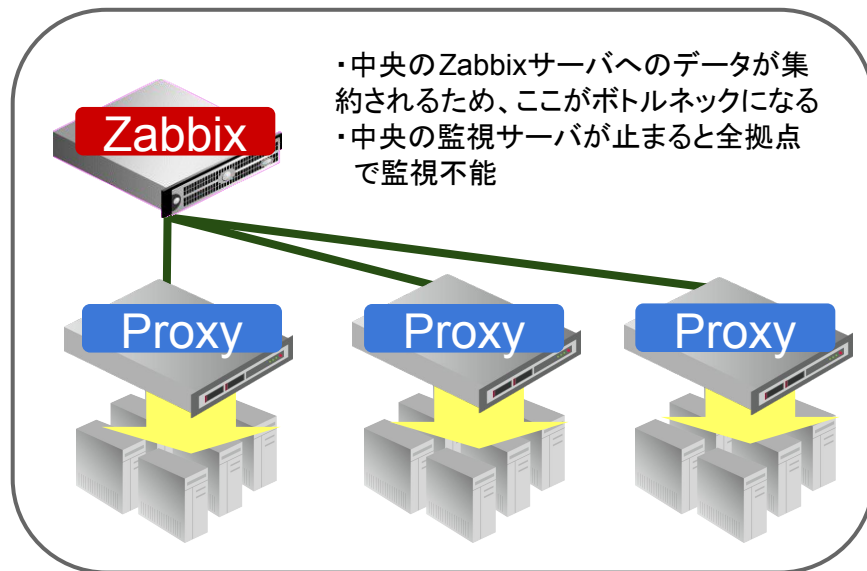 ・中央のZabbixサーバへのデータが集
約されるため、ここがボトルネックになる
・中央の監視サーバが止まると全拠点
で監視不能
Zabbix
Proxy
Proxy
Proxy